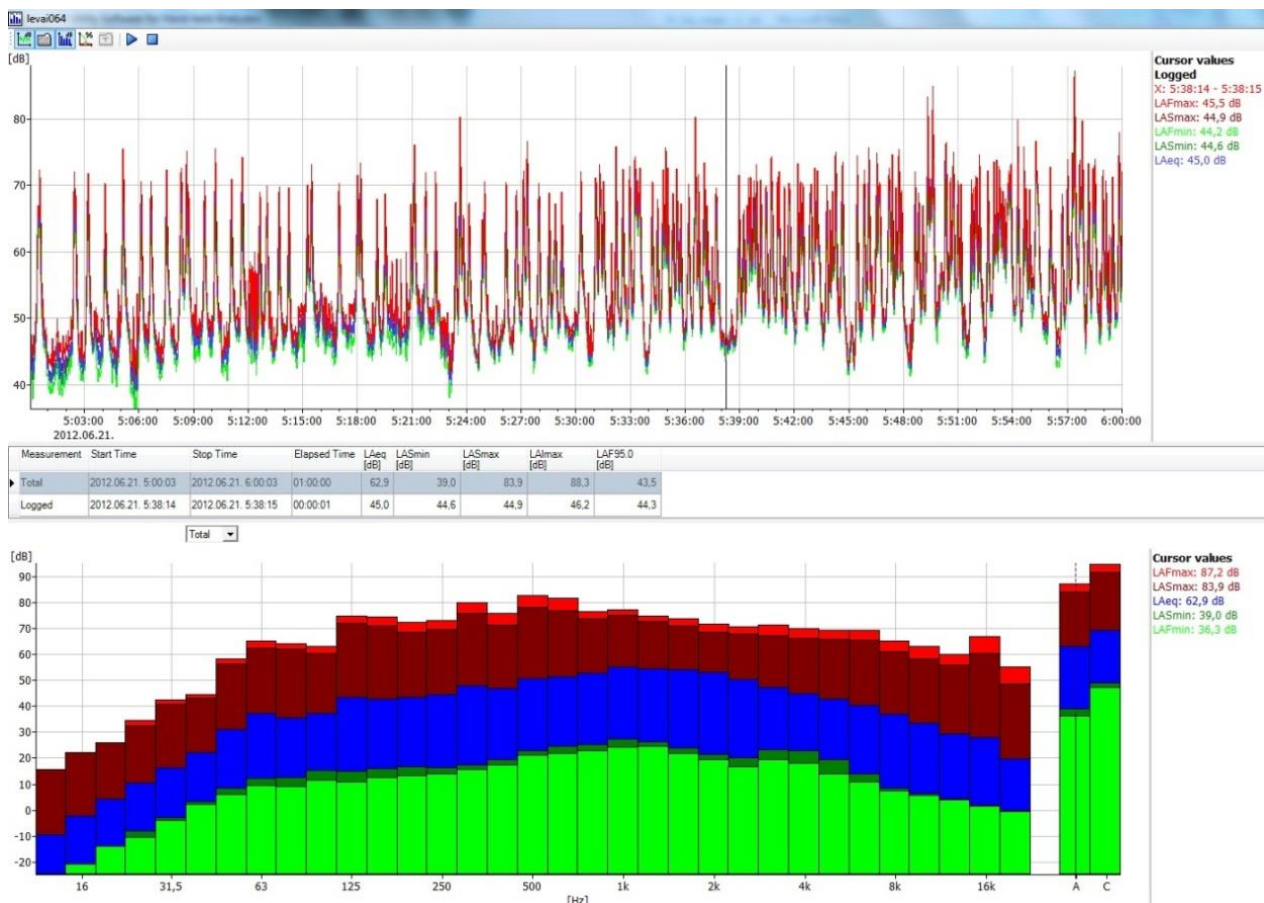 levai064
[dB]
Cursor values
Logged
X: 5:38:14 - 5:38:15
LAFmax: 45,5 dB
LASmax: 44,9 dB
LAFmin: 44,2 dB
LASmin: 44,6 dB
LAeq: 45,0 dB
80
70
60
50
40
5:03:00 5:06:00 5:09:00 5:12:00 5:15:00 5:18:00 5:21:00 5:24:00 5:27:00 5:30:00 5:33:00 5:36:00 5:39:00 5:42:00 5:45:00 5:48:00 5:51:00 5:54:00 5:57:00 6:00:00
2012.06.21.
Measurement Start Time Stop Time Elapsed Time LAeq LASmin LASmax LAImax LAF95.0
[dB] [dB] [dB] [dB] [dB]
Total 2012.06.21. 5:00:03 2012.06.21. 6:00:03 01:00:00 62,9 39,0 83,9 88,3 43,5
Logged 2012.06.21. 5:38:14 2012.06.21. 5:38:15 00:00:01 45,0 44,6 44,9 46,2 44,3
Total
[dB]
Cursor values
LAFmax: 87,2 dB
LASmax: 83,9 dB
LAeq: 62,9 dB
LASmin: 39,0 dB
LAFmin: 36,3 dB
90
80
70
60
50
40
30
20
10
0
-10
-20
16 31,5 63 125 250 500 1k 2k 4k 8k 16k A C
[Hz]